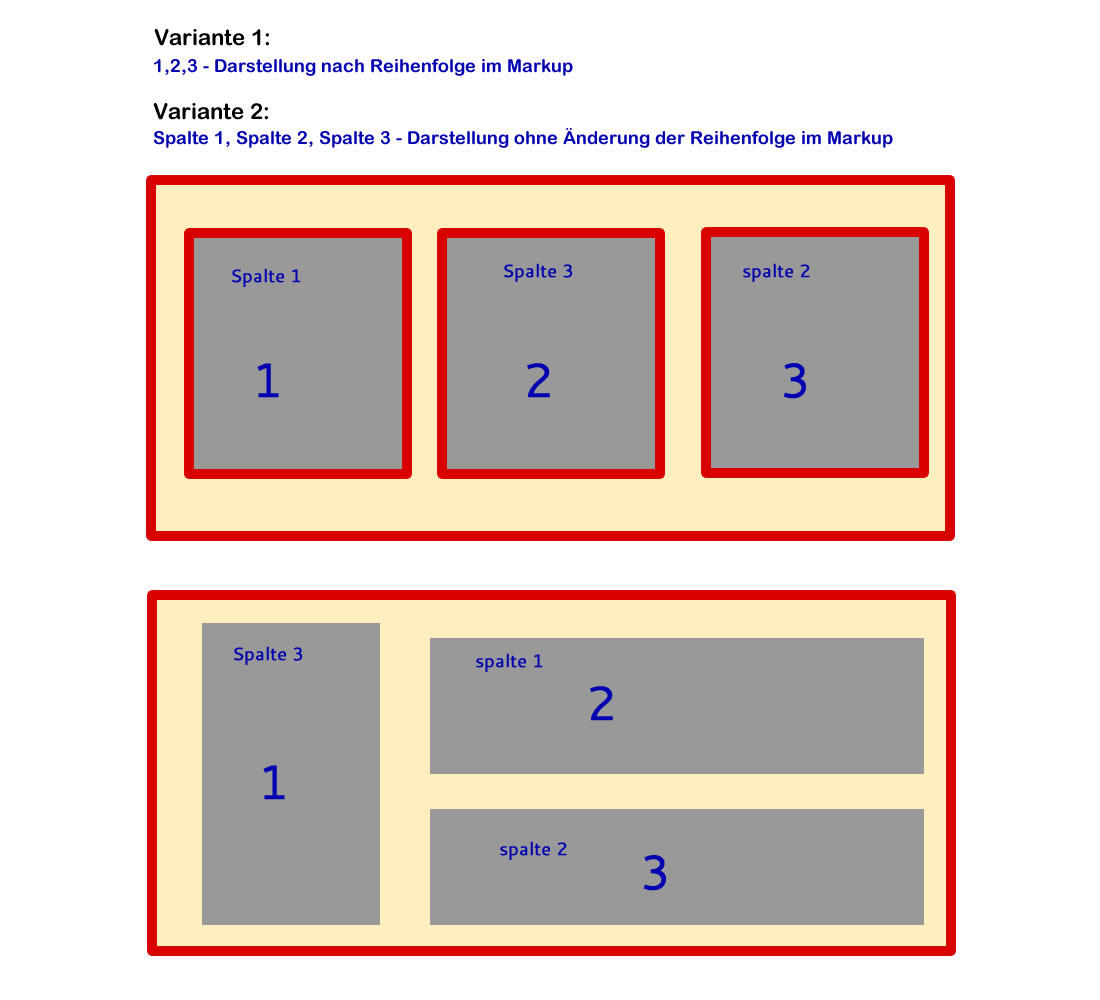 Variante 1:
1,2,3 - Darstellung nach Reihenfolge im Markup
Variante 2:
Spalte 1, Spalte 2, Spalte 3 - Darstellung ohne Änderung der Reihenfolge im Markup
Spalte 1
1
Spalte 3
2
spalte 2
3
Spalte 3
1
spalte 1
2
spalte 2
3